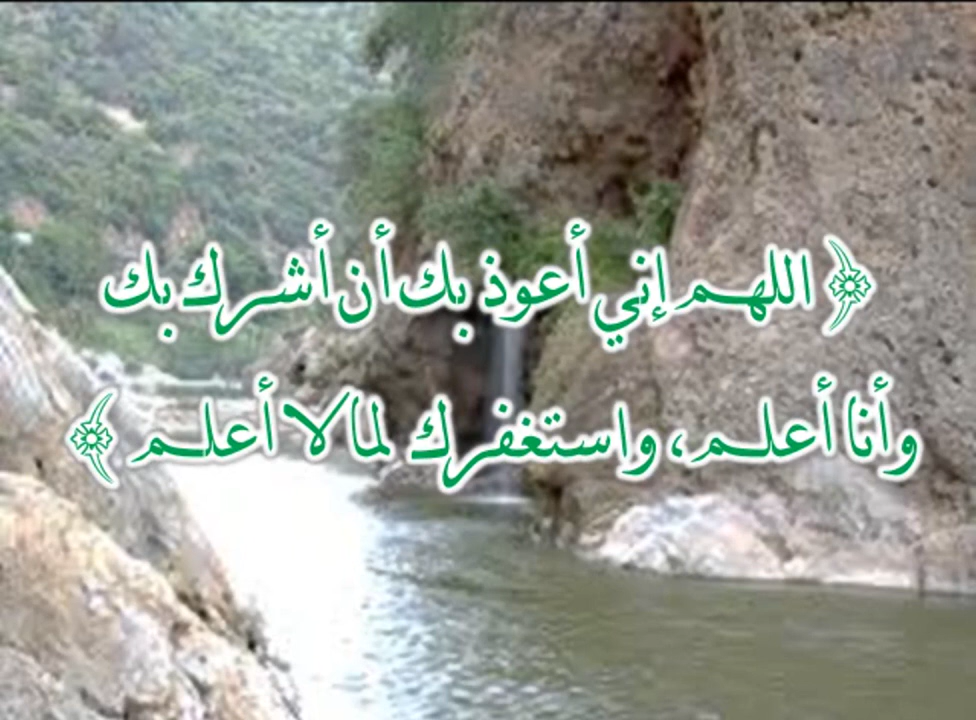 ﴿ اللهم إني أعوذ بك أن أشرك بك
وأنا أعلم، واستغفرك لما لا أعلم ﴾